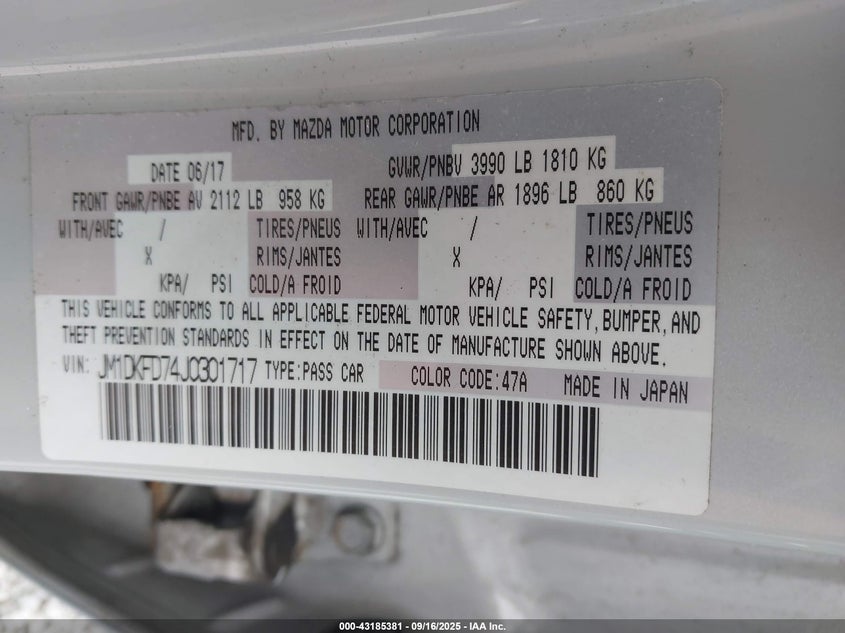 MFD. BY MAZDA MOTOR CORPORATION
DATE 06/17 GVWR/PNBV 3990 LB 1810 KG
FRONT GAWR/PNBE AV 2112 LB 958 KG REAR GAWR/PNBE AR 1896 LB 860 KG
WITH/AVEC / TIRES/PNEUS WITH/AVEC / TIRES/PNEUS
X RIMS/JANTES X RIMS/JANTES
KPA/ PSI COLD/A FROID KPA/ PSI COLD/A FROID
THIS VEHICLE CONFORMS TO ALL APPLICABLE FEDERAL MOTOR VEHICLE SAFETY, BUMPER, AND
THEFT PREVENTION STANDARDS IN EFFECT ON THE DATE OF MANUFACTURE SHOWN ABOVE.
VIN: JM1DKFD74J0301717 TYPE:PASS CAR COLOR CODE:47A MADE IN JAPAN
000-43185381 - 09/16/2025 - IAA Inc.